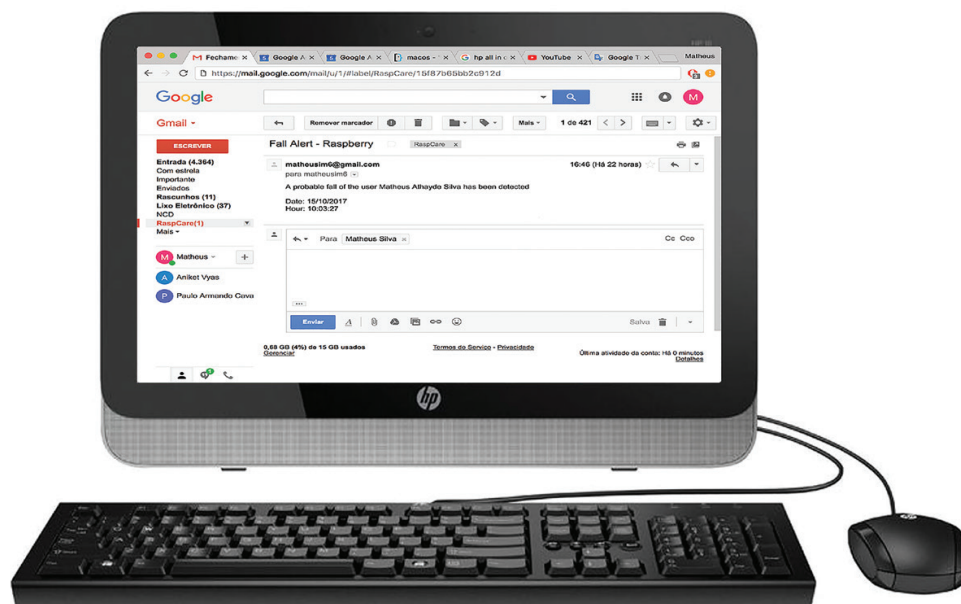 Fechame x Google A x Google A x macos - x hp all in c x YouTube x Google T x Matheus
https://mail.google.com/mail/u/1/#label/RaspCare/15f87b65bb2c912d
Google
M
Gmail
Remover marcador
Mais
1 de 421
ESCREVER
Entrada (4.364)
Com estrela
Importante
Enviados
Rascunhos (11)
Lixo Eletrônico (37)
NCD
RaspCare(1)
Mais
M Matheus +
A Aniket Vyas
P Paulo Armando Cava
Fall Alert - Raspberry RaspCare x
matheusim6@gmail.com 16:46 (Há 22 horas)
para matheusim6
A probable fall of the user Matheus Athayde Silva has been detected
Date: 15/10/2017
Hour: 10:03:27
Para Matheus Silva x Cc Cco
Enviar Salva
0,68 GB (4%) de 15 GB usados
Gerenciar
Termos de Serviço - Privacidade
Última atividade da conta: Há 0 minutos
Detalhes
hp